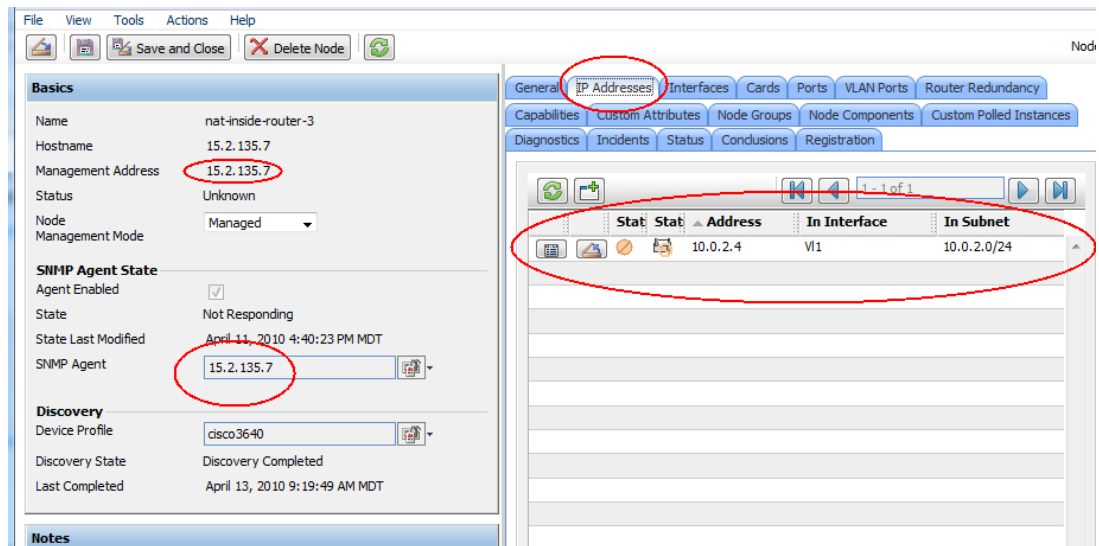 File View Tools Actions Help
Save and Close Delete Node
Node
Basics
Name nat-inside-router-3
Hostname 15.2.135.7
Management Address 15.2.135.7
Status Unknown
Node
Management Mode Managed
SNMP Agent State
Agent Enabled
State Not Responding
State Last Modified April 11, 2010 4:40:23 PM MDT
SNMP Agent 15.2.135.7
Discovery
Device Profile cisco3640
Discovery State Discovery Completed
Last Completed April 13, 2010 9:19:49 AM MDT
Notes
General IP Addresses Interfaces Cards Ports VLAN Ports Router Redundancy
Capabilities Custom Attributes Node Groups Node Components Custom Polled Instances
Diagnostics Incidents Status Conclusions Registration
1 - 1 of 1
Stat Stat Address In Interface In Subnet
10.0.2.4 Vl1 10.0.2.0/24